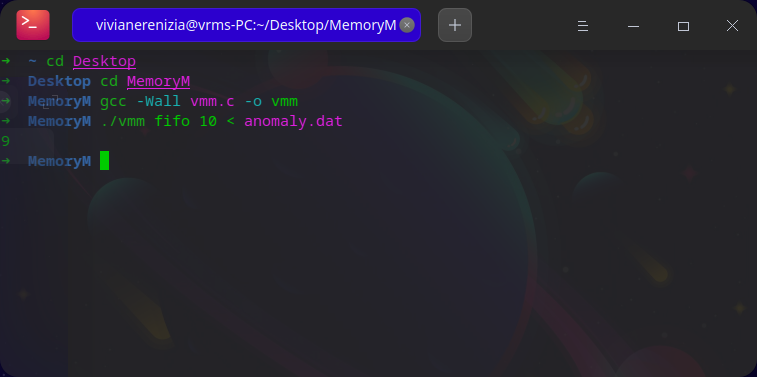 >_ vivianerenizia@vrms-PC:~/Desktop/MemoryM
➜ ~ cd Desktop
➜ Desktop cd MemoryM
➜ MemoryM gcc -Wall vmm.c -o vmm
➜ MemoryM ./vmm fifo 10 < anomaly.dat
9
➜ MemoryM